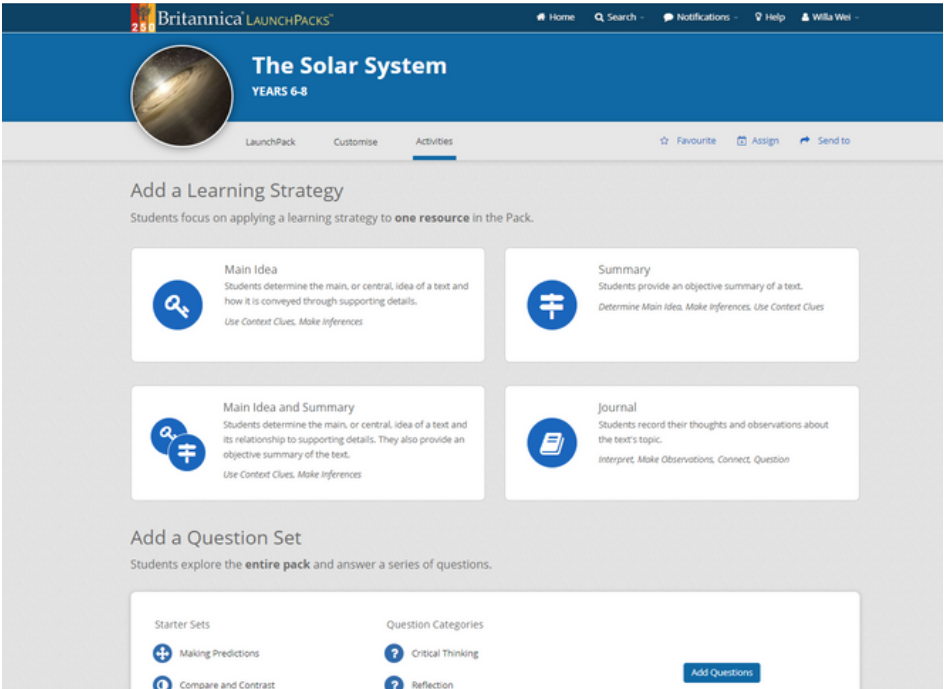 250 Britannica® LAUNCHPACKS™
Home Search Notifications Help Willa Wei
The Solar System
YEARS 6-8
LaunchPack Customise Activities
Favourite Assign Send to
Add a Learning Strategy
Students focus on applying a learning strategy to one resource in the Pack.
Main Idea
Students determine the main, or central, idea of a text and
how it is conveyed through supporting details.
Use Context Clues, Make Inferences
Summary
Students provide an objective summary of a text.
Determine Main Idea, Make Inferences, Use Context Clues
Main Idea and Summary
Students determine the main, or central, idea of a text and
its relationship to supporting details. They also provide an
objective summary of the text.
Use Context Clues, Make Inferences
Journal
Students record their thoughts and observations about
the text's topic.
Interpret, Make Observations, Connect, Question
Add a Question Set
Students explore the entire pack and answer a series of questions.
Starter Sets
Making Predictions
Compare and Contrast
Question Categories
Critical Thinking
Reflection
Add Questions